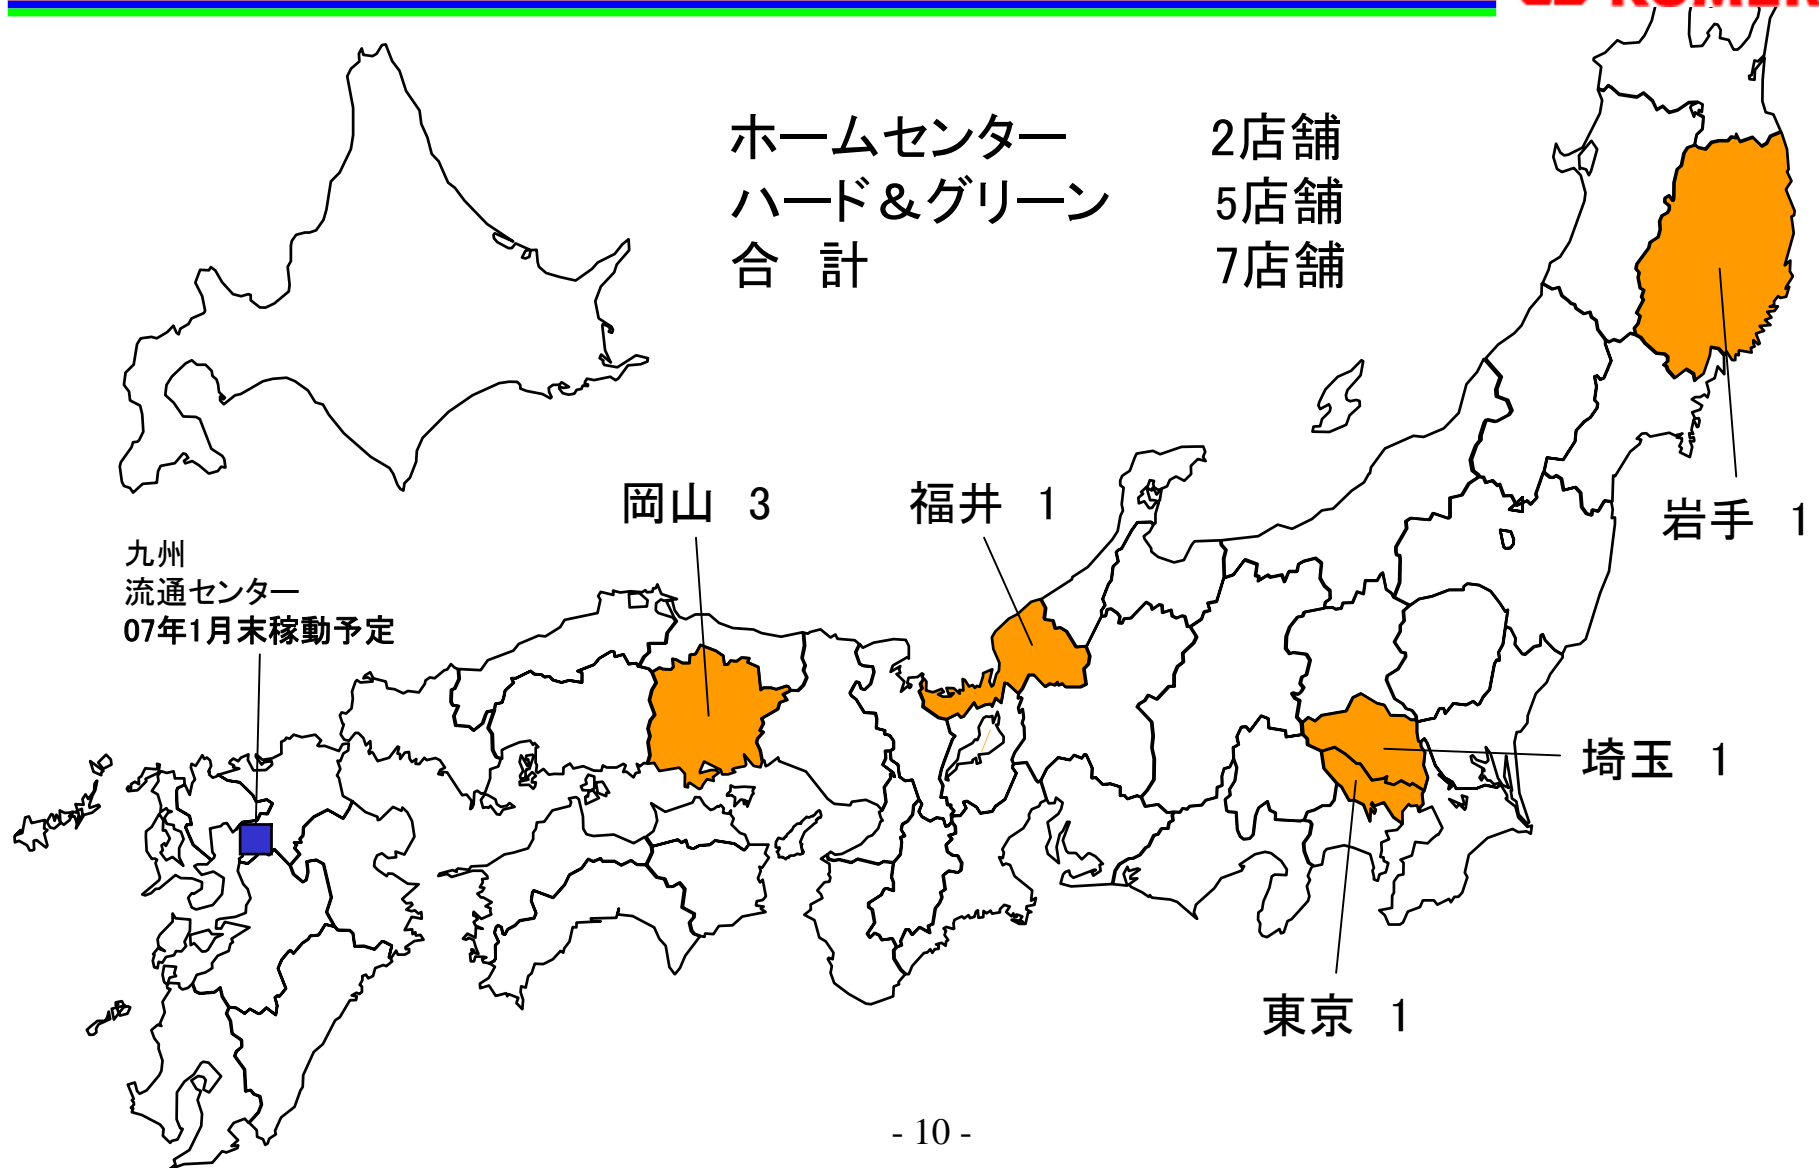 ホームセンター 2店舗
ハード&グリーン 5店舗
合 計 7店舗
岡山 3
福井 1
岩手 1
九州
流通センター
07年1月末稼動予定
埼玉 1
東京 1
- 10 -